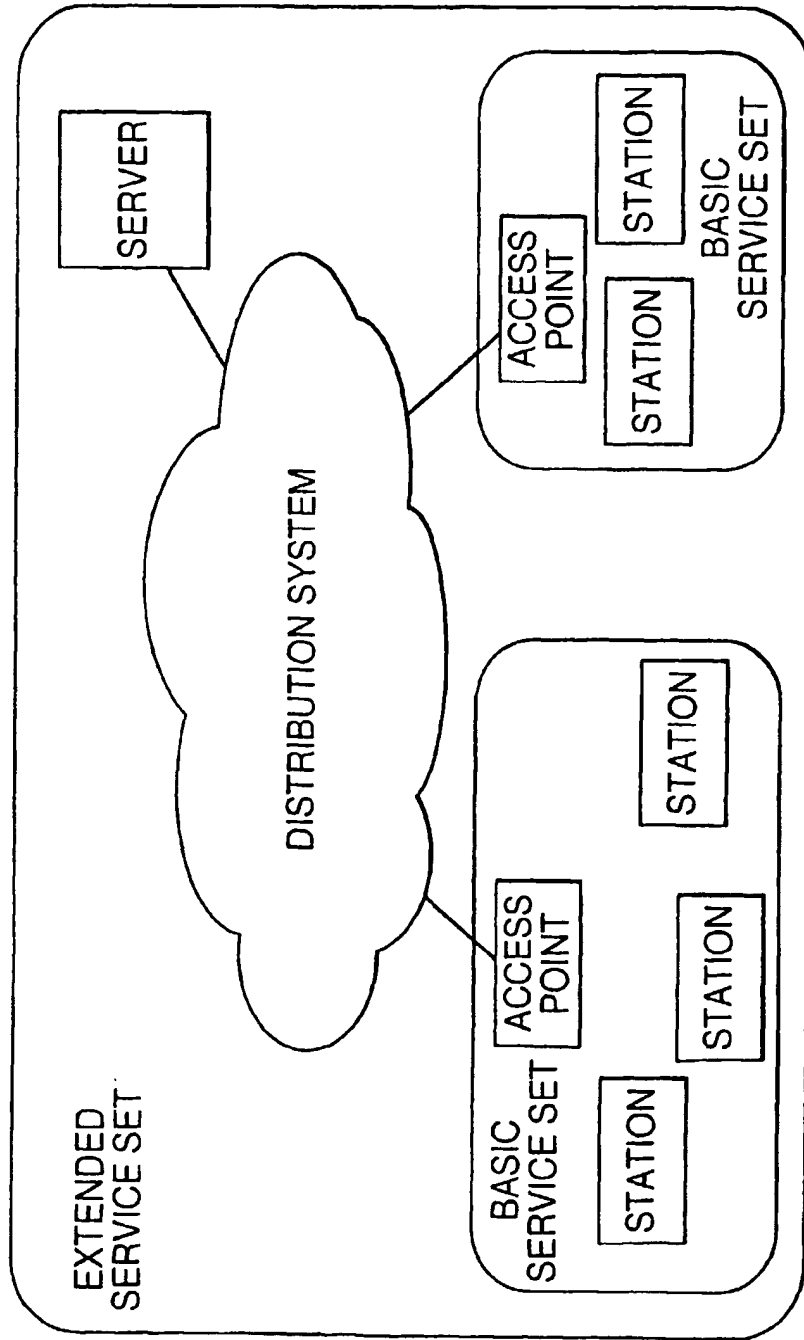 EXTENDED
SERVICE SET
SERVER
DISTRIBUTION SYSTEM
BASIC
SERVICE SET
ACCESS
POINT
STATION
STATION
STATION
ACCESS
POINT
STATION
STATION
BASIC
SERVICE SET